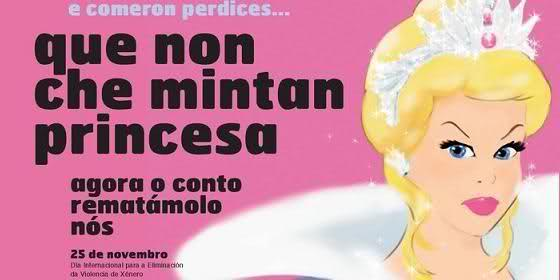 e comeron perdices...
que non
che mintan
princesa
agora o conto
rematámolo
nós
25 de novembro
Día Internacional para a Eliminación
da Violencia de Xénero